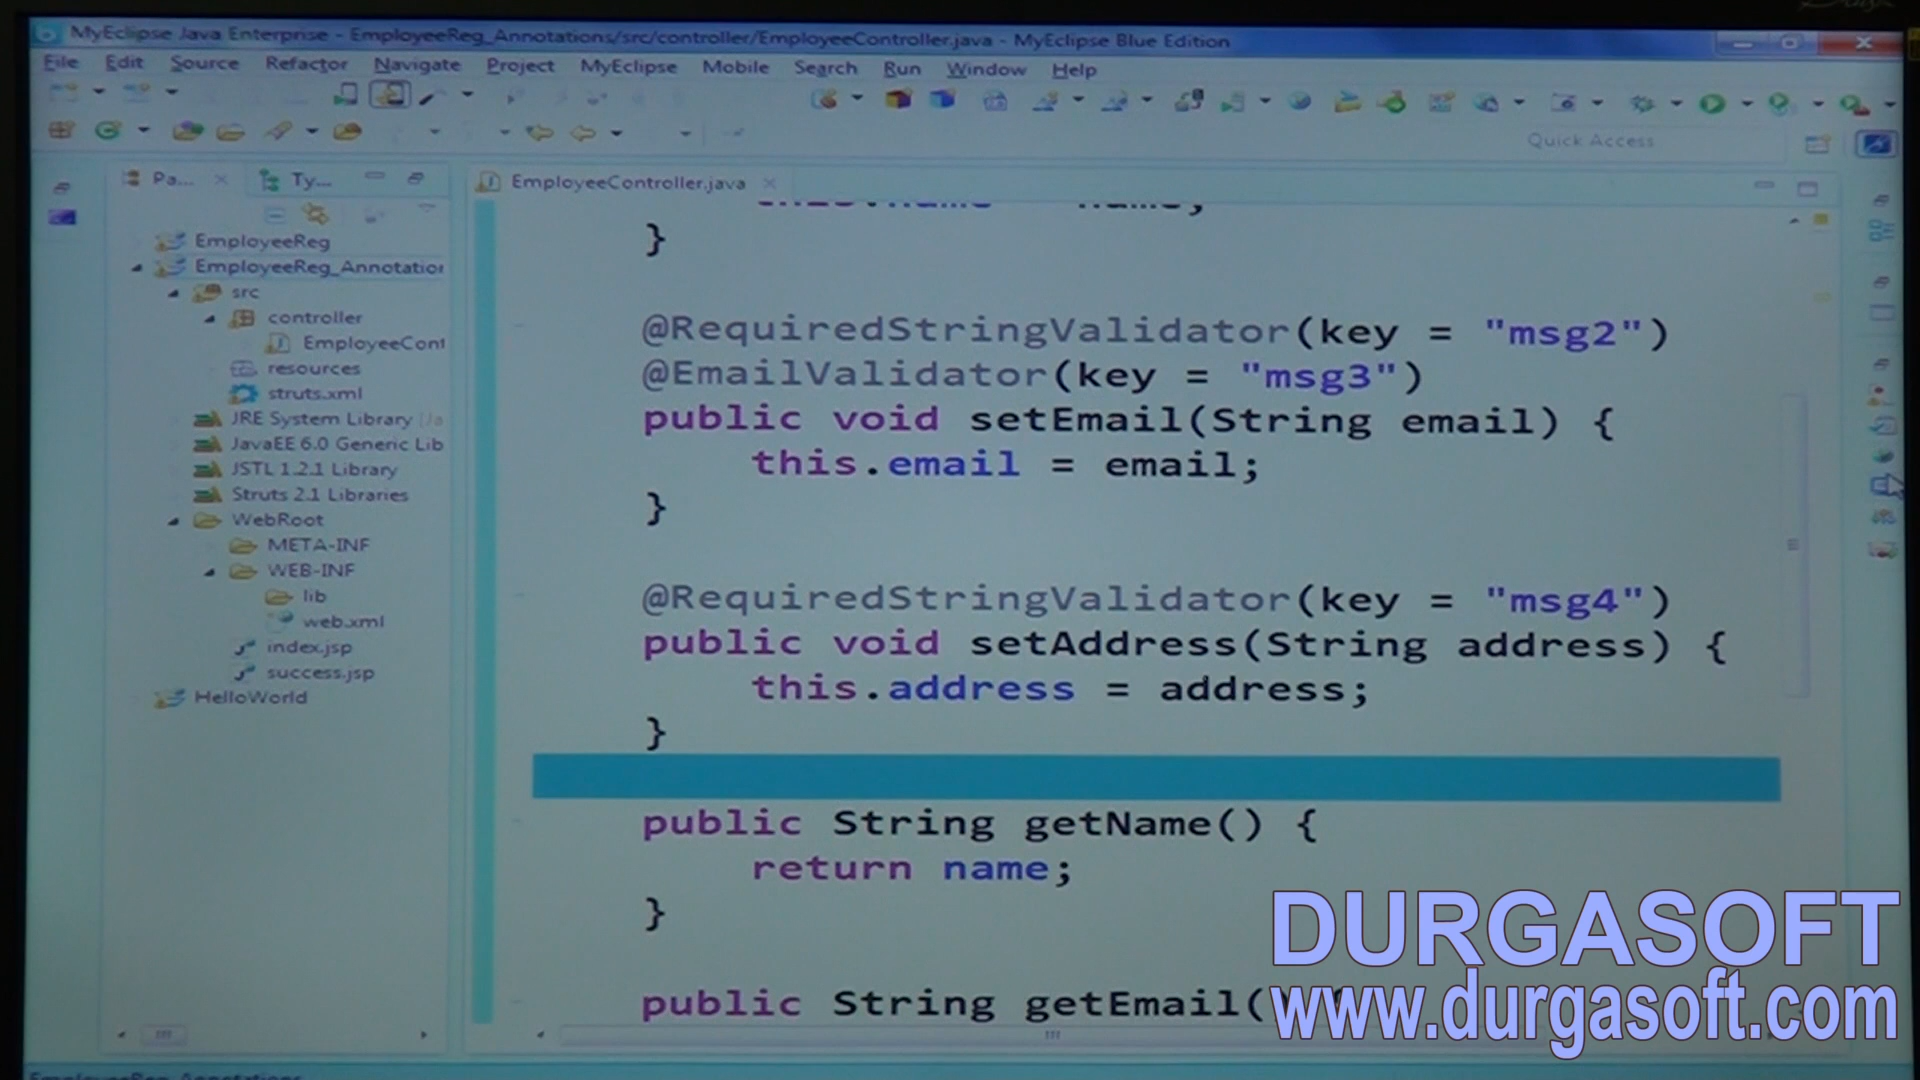 MyEclipse Java Enterprise - EmployeeReg_Annotations/src/controller/EmployeeController.java - MyEclipse Blue Edition
File Edit Source Refactor Navigate Project MyEclipse Mobile Search Run Window Help
Quick Access
Pa... Ty...
EmployeeReg
EmployeeReg_Annotation
src
controller
EmployeeCont
resources
struts.xml
JRE System Library
JavaEE 6.0 Generic Lib
JSTL 1.2.1 Library
Struts 2.1 Libraries
WebRoot
META-INF
WEB-INF
lib
web.xml
index.jsp
success.jsp
HelloWorld
EmployeeController.java
}
@RequiredStringValidator(key = "msg2")
@EmailValidator(key = "msg3")
public void setEmail(String email) {
this.email = email;
}
@RequiredStringValidator(key = "msg4")
public void setAddress(String address) {
this.address = address;
}
public String getName() {
return name;
}
public String getEmail(
DURGASOFT
www.durgasoft.com